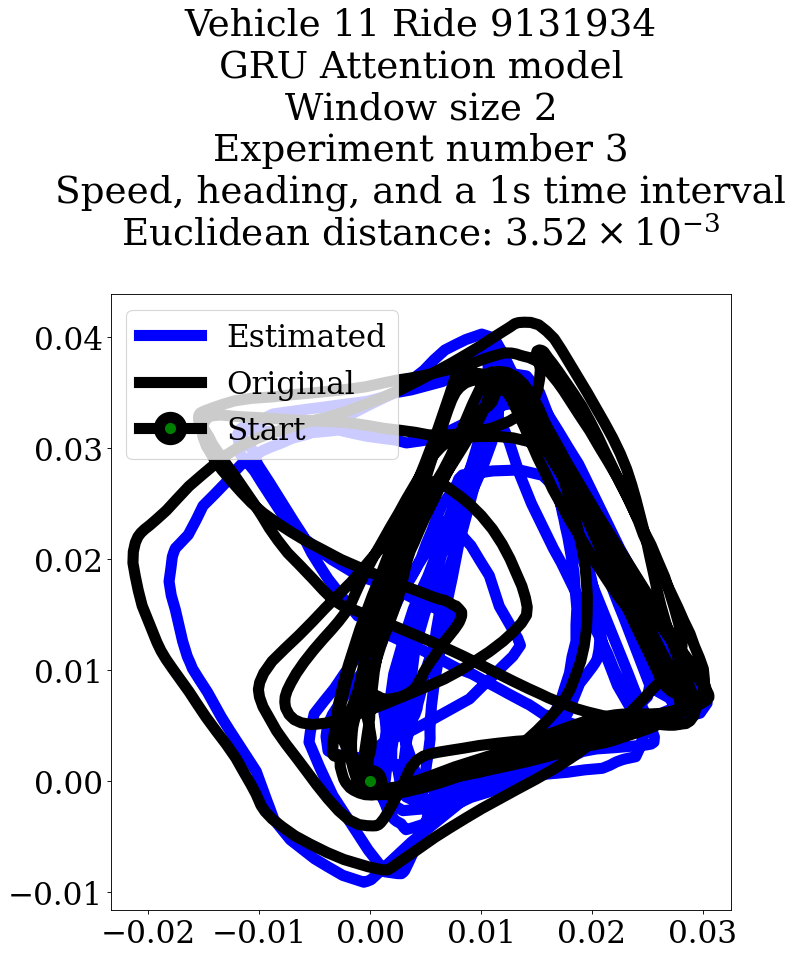 Vehicle 11 Ride 9131934
GRU Attention model
Window size 2
Experiment number 3
Speed, heading, and a 1s time interval
Euclidean distance: 3.52 × 10⁻³
Estimated
Original
Start
0.04
0.03
0.02
0.01
0.00
−0.01
−0.02 −0.01 0.00 0.01 0.02 0.03